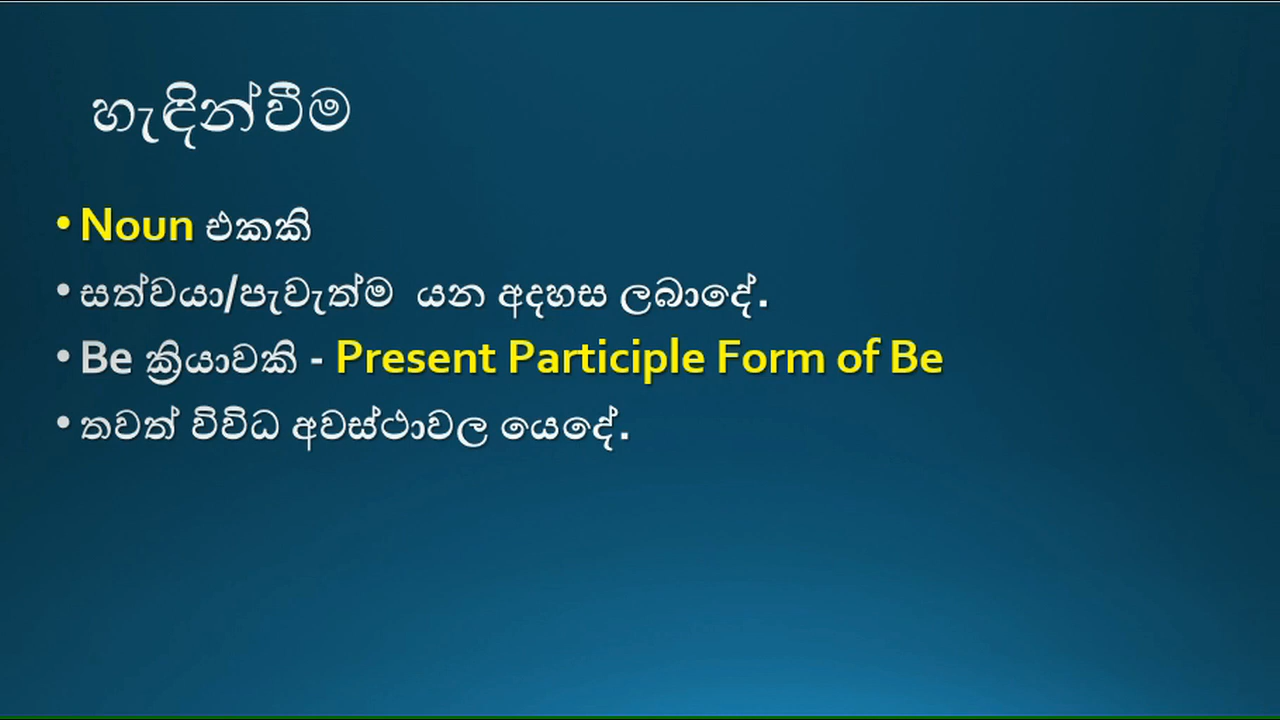 හැඳින්වීම
• Noun එකකි
• සත්වයා/පැවැත්ම යන අදහස ලබාදේ.
• Be ක්‍රියාවකි - Present Participle Form of Be
• තවත් විවිධ අවස්ථාවල යෙදේ.